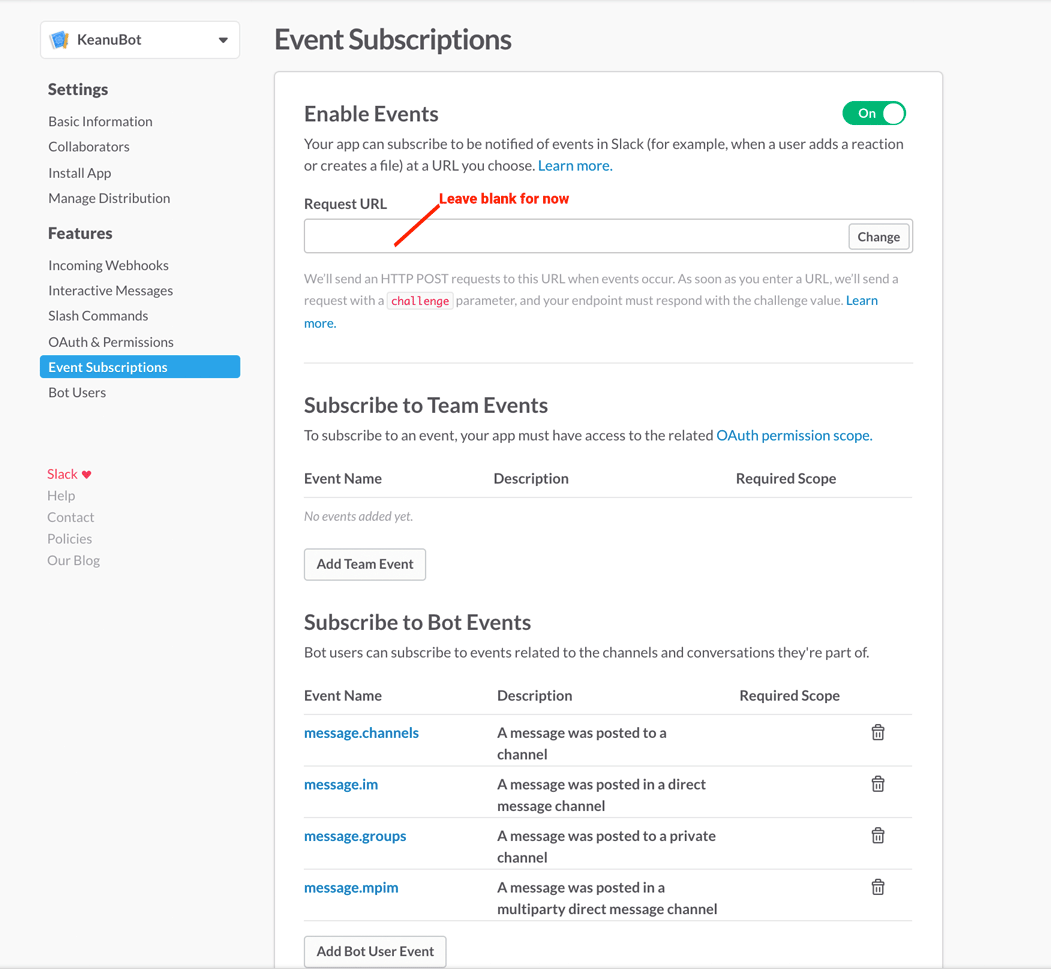 KeanuBot
Settings
Basic Information
Collaborators
Install App
Manage Distribution
Features
Incoming Webhooks
Interactive Messages
Slash Commands
OAuth & Permissions
Event Subscriptions
Bot Users
Slack ❤
Help
Contact
Policies
Our Blog
Event Subscriptions
Enable Events
On
Your app can subscribe to be notified of events in Slack (for example, when a user adds a reaction
or creates a file) at a URL you choose. Learn more.
Leave blank for now
Request URL
Change
We'll send an HTTP POST requests to this URL when events occur. As soon as you enter a URL, we'll send a
request with a challenge parameter, and your endpoint must respond with the challenge value. Learn
more.
Subscribe to Team Events
To subscribe to an event, your app must have access to the related OAuth permission scope.
Event Name Description Required Scope
No events added yet.
Add Team Event
Subscribe to Bot Events
Bot users can subscribe to events related to the channels and conversations they're part of.
Event Name Description Required Scope
message.channels A message was posted to a
channel
message.im A message was posted in a direct
message channel
message.groups A message was posted to a private
channel
message.mpim A message was posted in a
multiparty direct message channel
Add Bot User Event